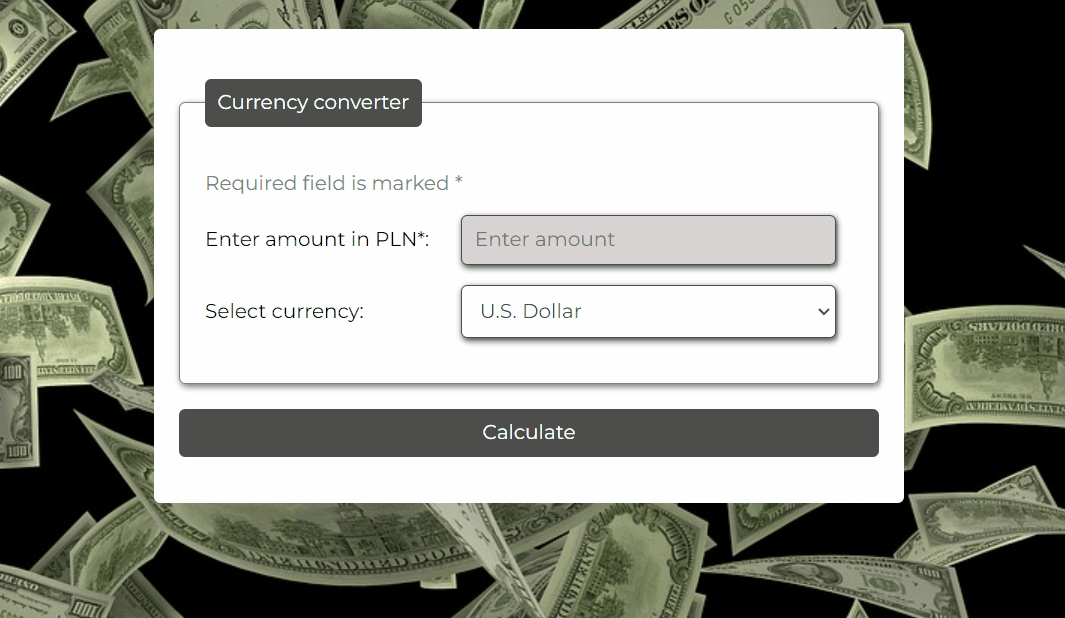 Currency converter
Required field is marked *
Enter amount in PLN*:
Enter amount
Select currency:
U.S. Dollar
Calculate